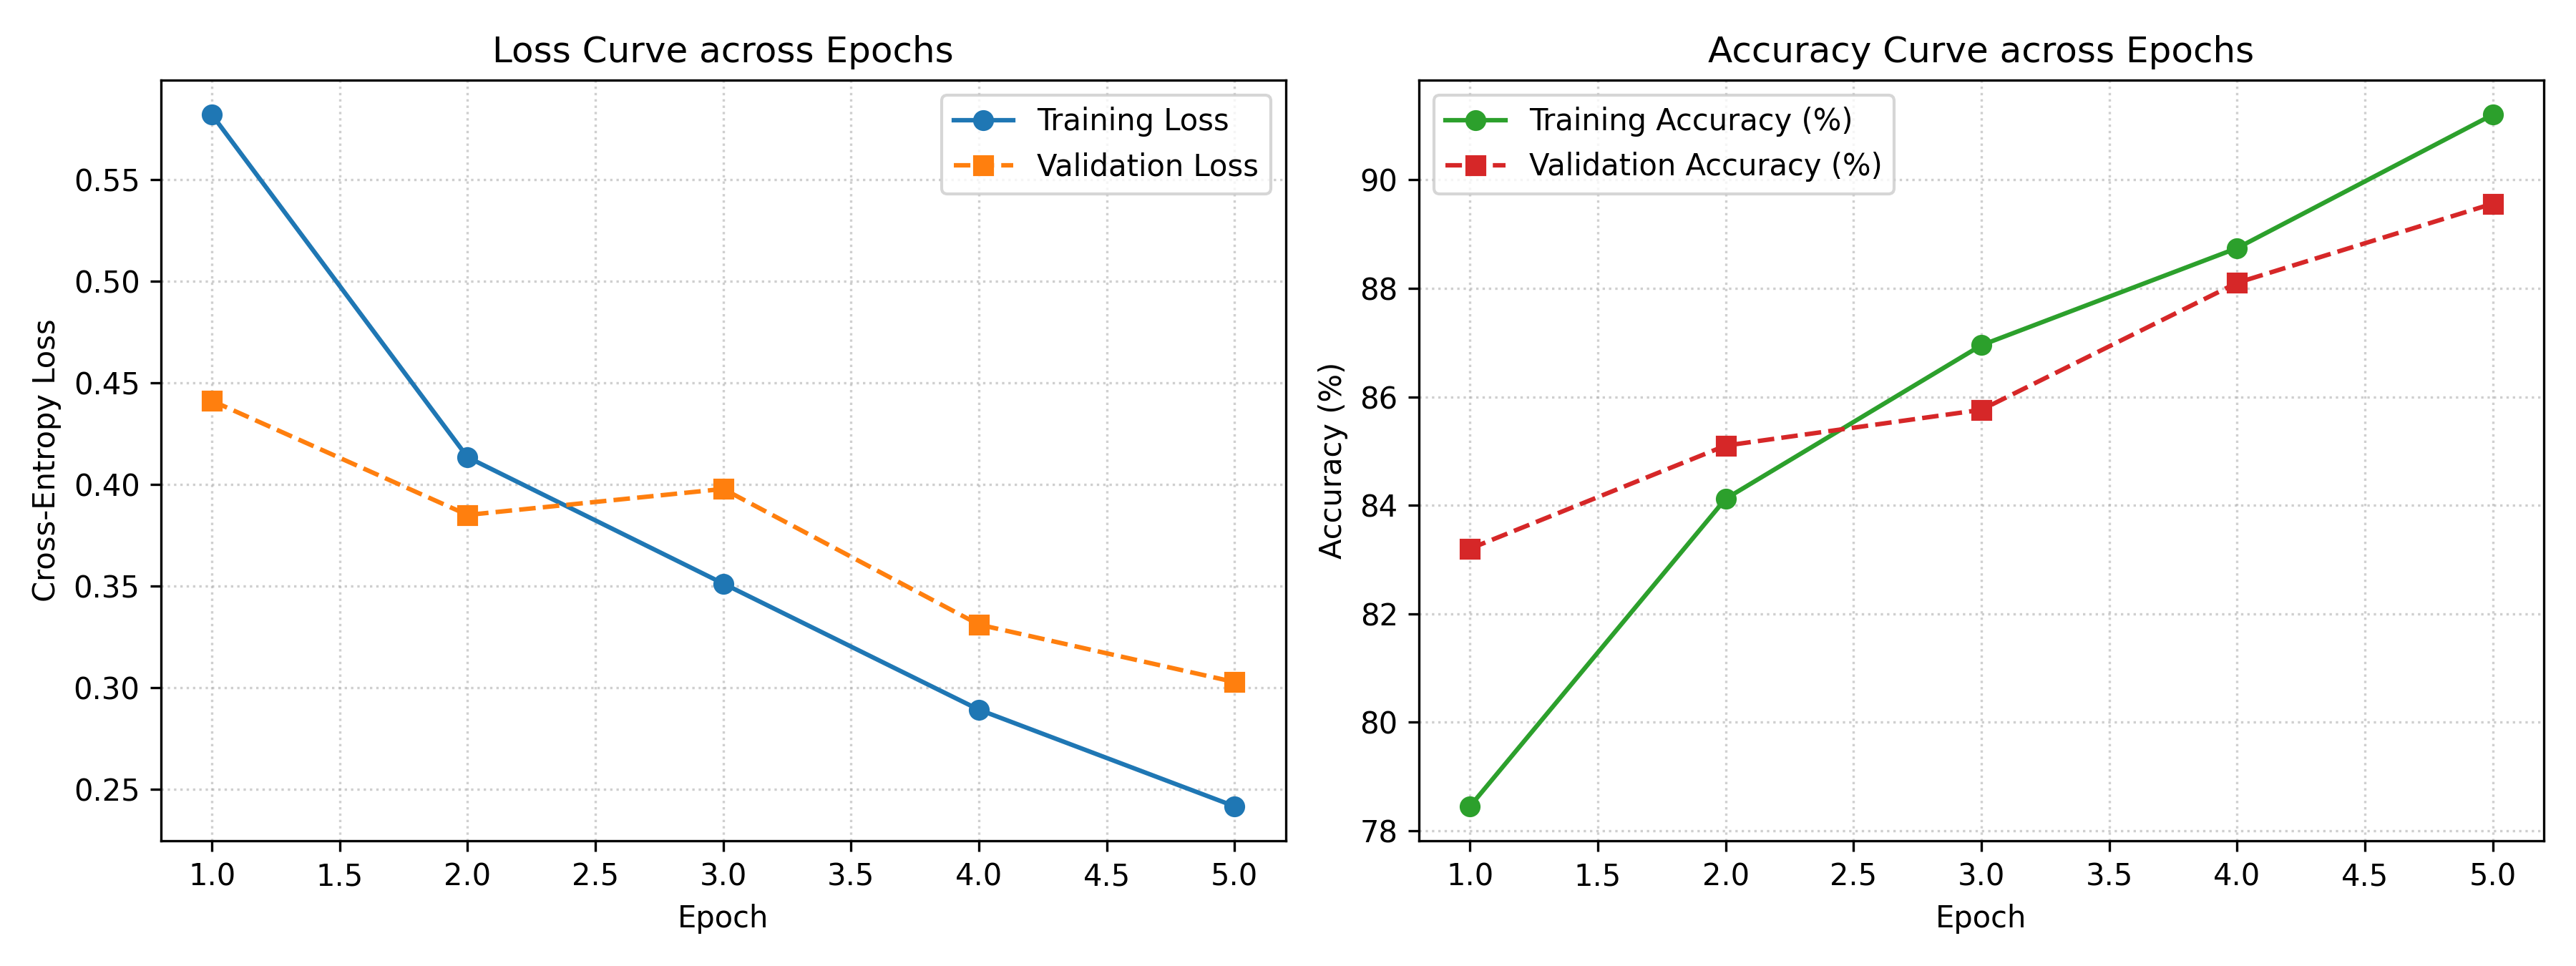 Loss Curve across Epochs
Training Loss
Validation Loss
0.55
0.50
0.45
0.40
0.35
0.30
0.25
Cross-Entropy Loss
1.0 1.5 2.0 2.5 3.0 3.5 4.0 4.5 5.0
Epoch
Accuracy Curve across Epochs
Training Accuracy (%)
Validation Accuracy (%)
90
88
86
84
82
80
78
Accuracy (%)
1.0 1.5 2.0 2.5 3.0 3.5 4.0 4.5 5.0
Epoch